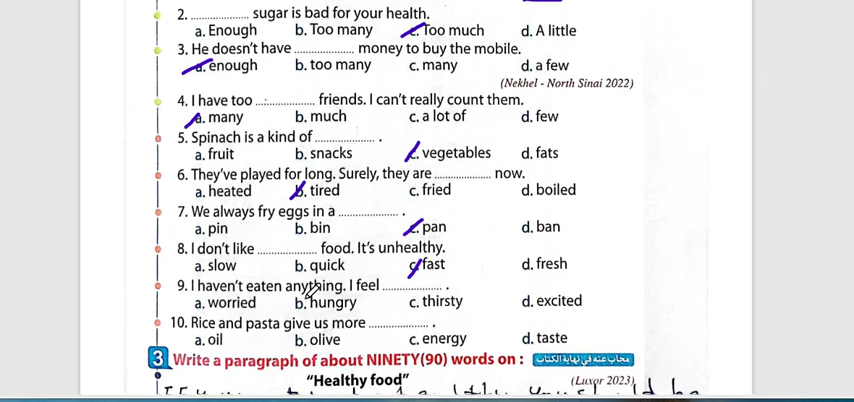 2. .................... sugar is bad for your health.
a. Enough b. Too many c. Too much d. A little
3. He doesn't have .................... money to buy the mobile.
a. enough b. too many c. many d. a few
(Nekhel - North Sinai 2022)
4. I have too .................... friends. I can't really count them.
a. many b. much c. a lot of d. few
5. Spinach is a kind of .................... .
a. fruit b. snacks c. vegetables d. fats
6. They've played for long. Surely, they are .................... now.
a. heated b. tired c. fried d. boiled
7. We always fry eggs in a .................... .
a. pin b. bin c. pan d. ban
8. I don't like .................... food. It's unhealthy.
a. slow b. quick c. fast d. fresh
9. I haven't eaten anything. I feel .................... .
a. worried b. hungry c. thirsty d. excited
10. Rice and pasta give us more .................... .
a. oil b. olive c. energy d. taste
3 Write a paragraph of about NINETY(90) words on : مجاب عنه في نهاية الكتاب
"Healthy food" (Luxor 2023)